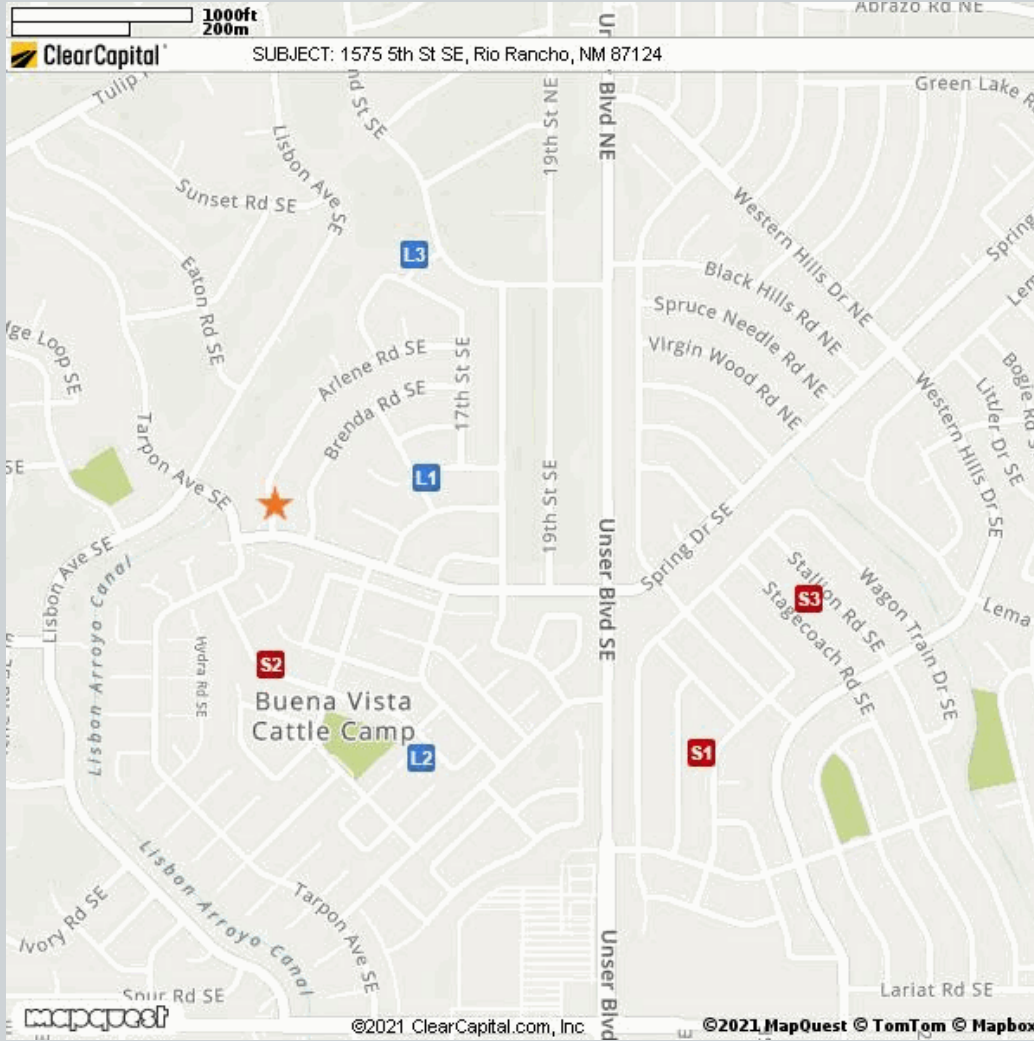 1000ft
200m
ClearCapital
SUBJECT: 1575 5th St SE, Rio Rancho, NM 87124
Abrazo Rd NE
Green Lake
Tulip
nd St SE
19th St NE
Blvd NE
Lisbon Ave SE
Sunset Rd SE
Western Hills Dr NE
Spring
L3
Eaton Rd SE
Black Hills Rd NE
Spruce Needle Rd NE
Virgin Wood Rd NE
Lem
dge Loop SE
Arlene Rd SE
17th St SE
Brenda Rd SE
Bogie Rd S
Littler Dr SE
Western Hills Dr SE
Tarpon Ave SE
SE
L1
19th St SE
Unser Blvd SE
Spring Dr SE
Lisbon Ave SE
Lisbon Arroyo Canal
Stallion Rd SE
S3
Wagon Train Dr SE
Stagecoach Rd SE
Lema
Hydra Rd SE
S2
Buena Vista
Cattle Camp
L2
S1
Lisbon Arroyo Canal
Tarpon Ave SE
Ivory Rd SE
Unser Blvd
Spur Rd SE
Lariat Rd SE
mapquest
©2021 ClearCapital.com, Inc
E
©2021 MapQuest © TomTom © Mapbox